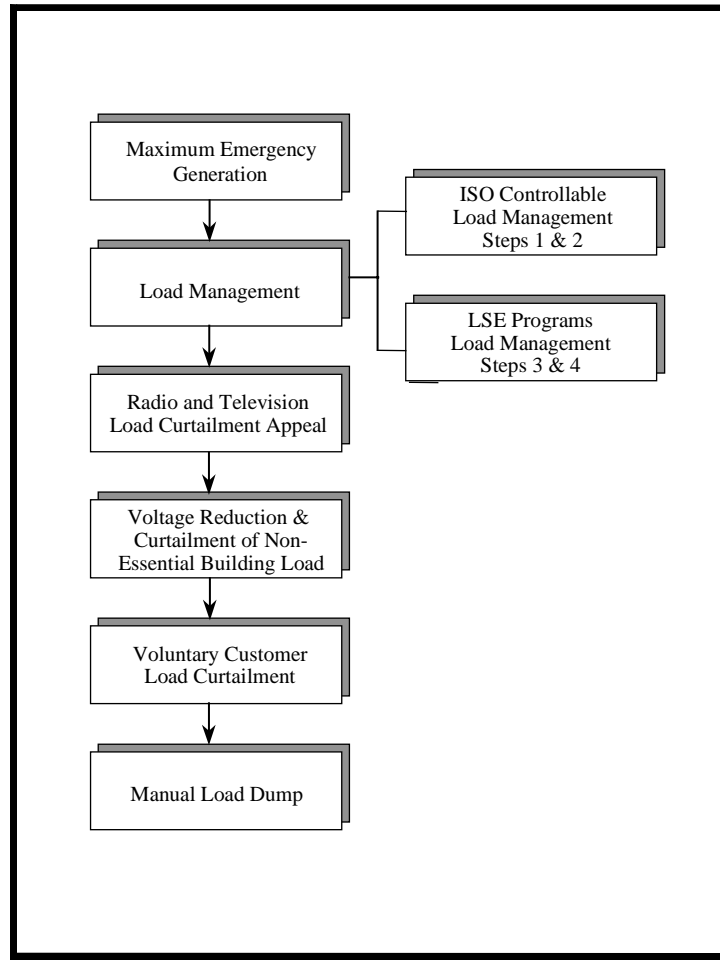 Maximum Emergency
Generation
ISO Controllable
Load Management
Steps 1 & 2
Load Management
LSE Programs
Load Management
Steps 3 & 4
Radio and Television
Load Curtailment Appeal
Voltage Reduction &
Curtailment of Non-
Essential Building Load
Voluntary Customer
Load Curtailment
Manual Load Dump